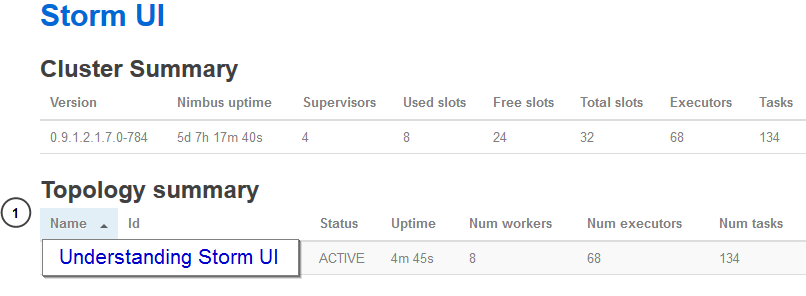 Storm UI
Cluster Summary
Version Nimbus uptime Supervisors Used slots Free slots Total slots Executors Tasks
0.9.1.2.1.7.0-784 5d 7h 17m 40s 4 8 24 32 68 134
Topology summary
1
Name Id Status Uptime Num workers Num executors Num tasks
Understanding Storm UI ACTIVE 4m 45s 8 68 134